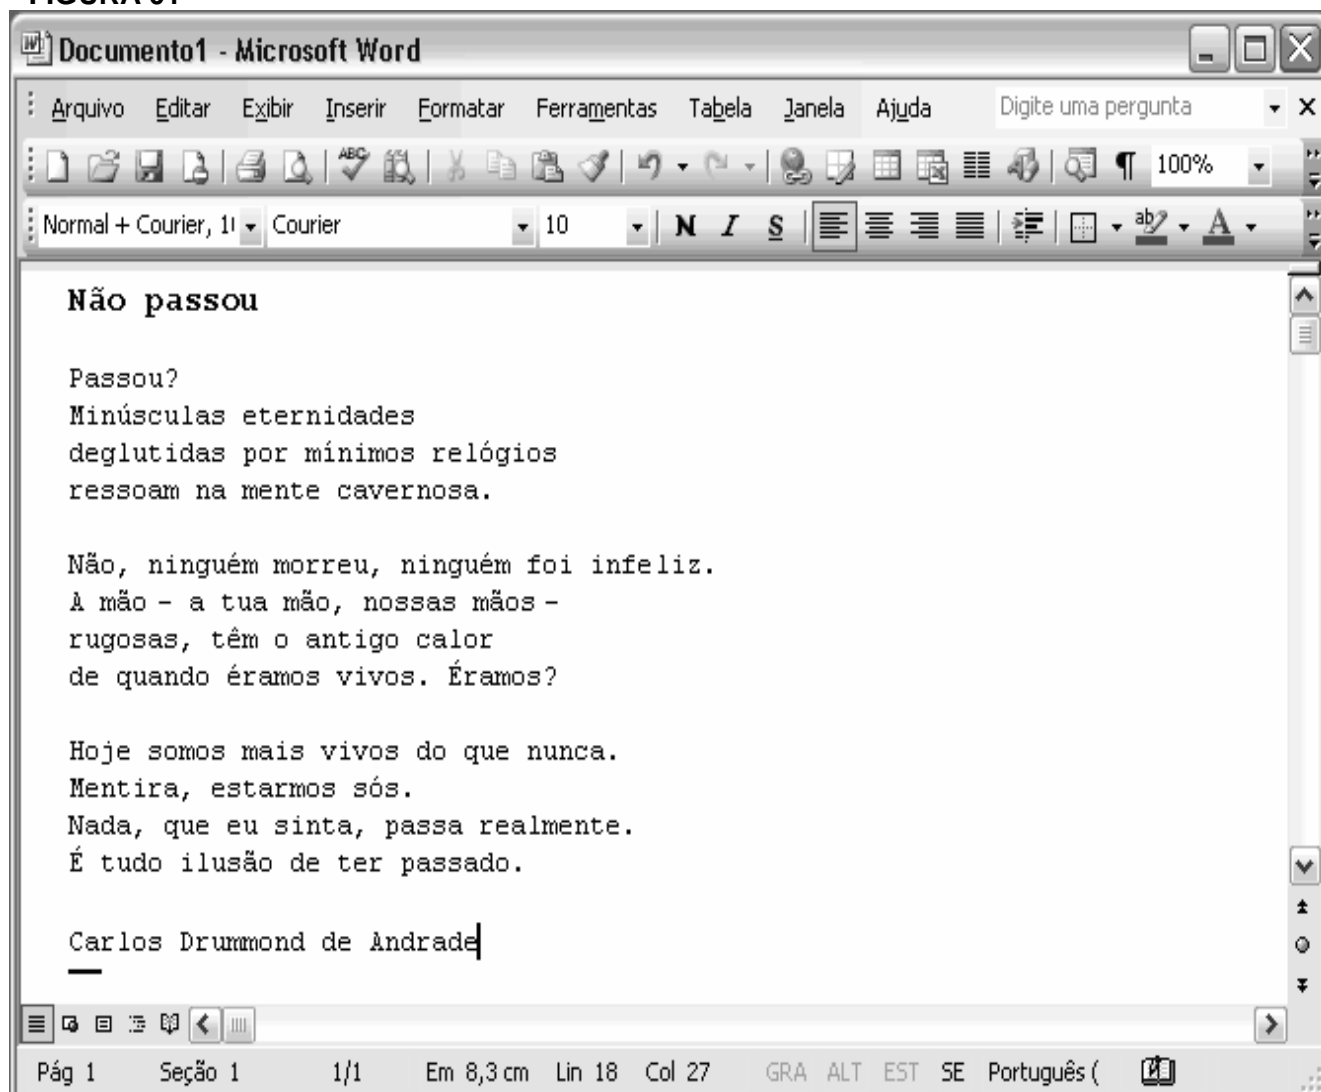 FIGURA 01
Documento1 - Microsoft Word
Arquivo Editar Exibir Inserir Formatar Ferramentas Tabela Janela Ajuda Digite uma pergunta
ABC 100%
Normal + Courier, 1 Courier 10 N I S ab A
Não passou
Passou?
Minúsculas eternidades
deglutidas por mínimos relógios
ressoam na mente cavernosa.
Não, ninguém morreu, ninguém foi infeliz.
A mão – a tua mão, nossas mãos –
rugosas, têm o antigo calor
de quando éramos vivos. Éramos?
Hoje somos mais vivos do que nunca.
Mentira, estarmos sós.
Nada, que eu sinta, passa realmente.
É tudo ilusão de ter passado.
Carlos Drummond de Andrade
Pág 1 Seção 1 1/1 Em 8,3 cm Lin 18 Col 27 GRA ALT EST SE Português (